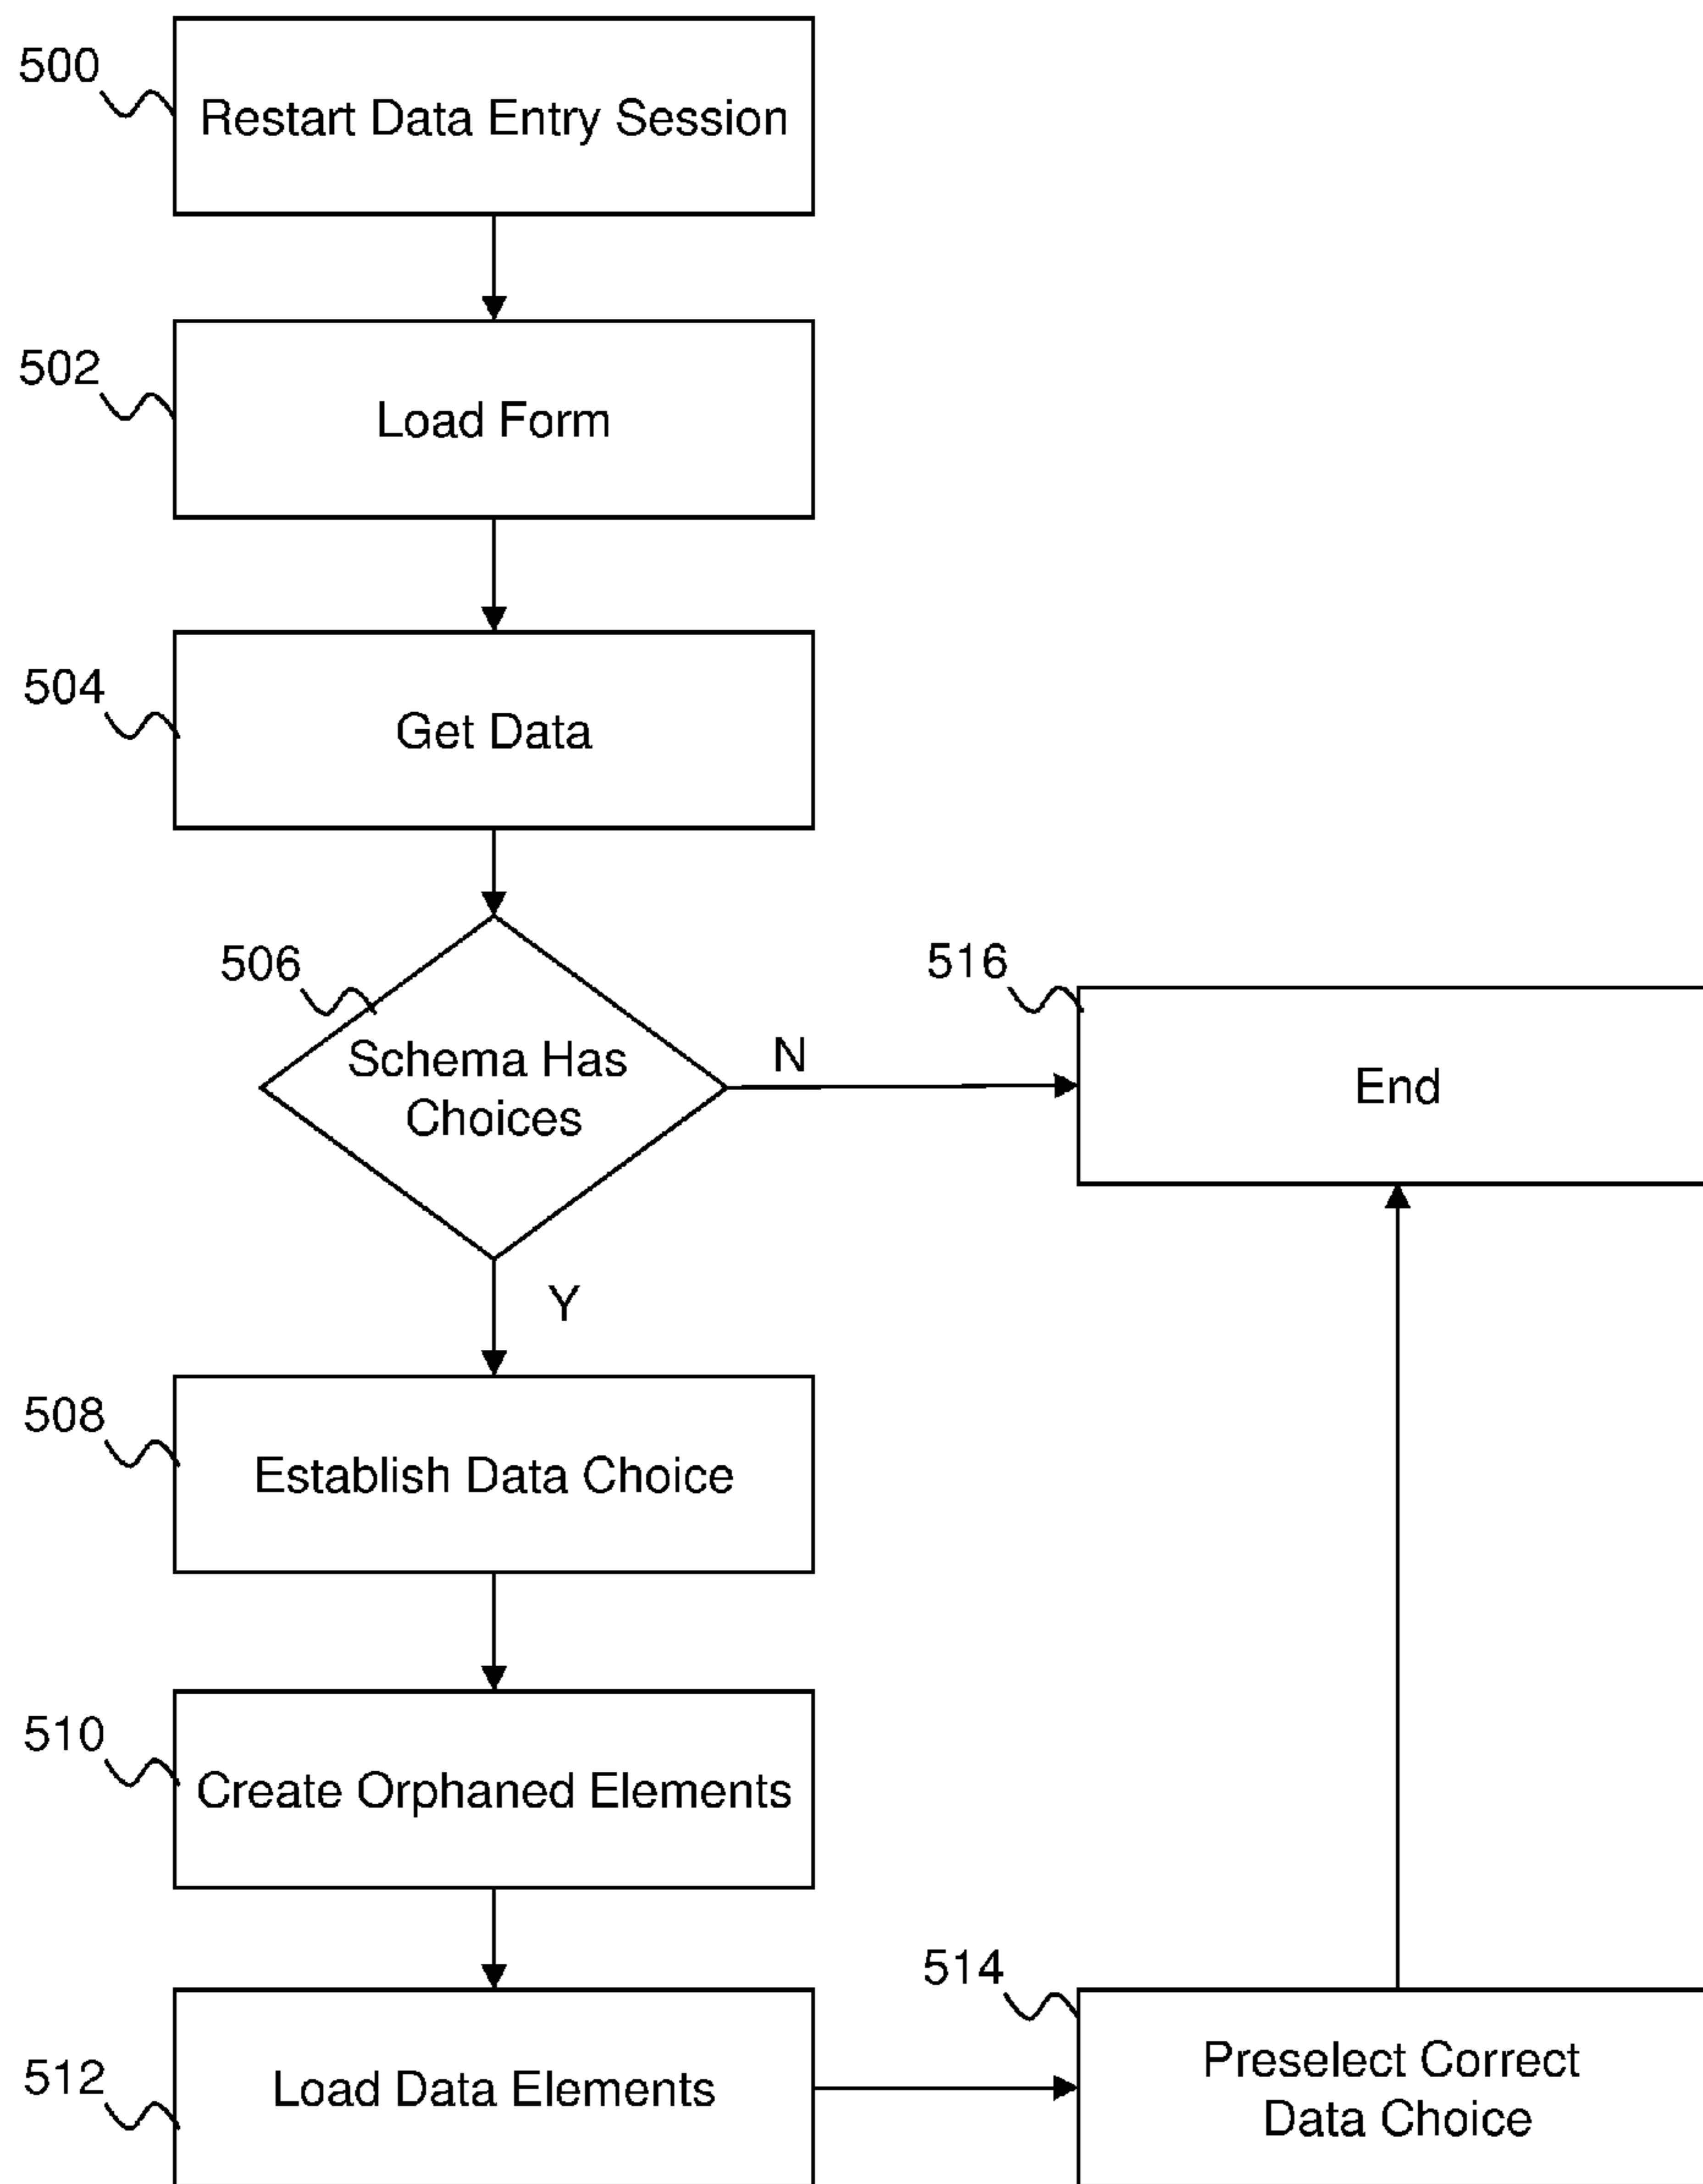 500
Restart Data Entry Session
502
Load Form
504
Get Data
506
Schema Has
Choices
N
516
End
Y
508
Establish Data Choice
510
Create Orphaned Elements
512
Load Data Elements
514
Preselect Correct
Data Choice